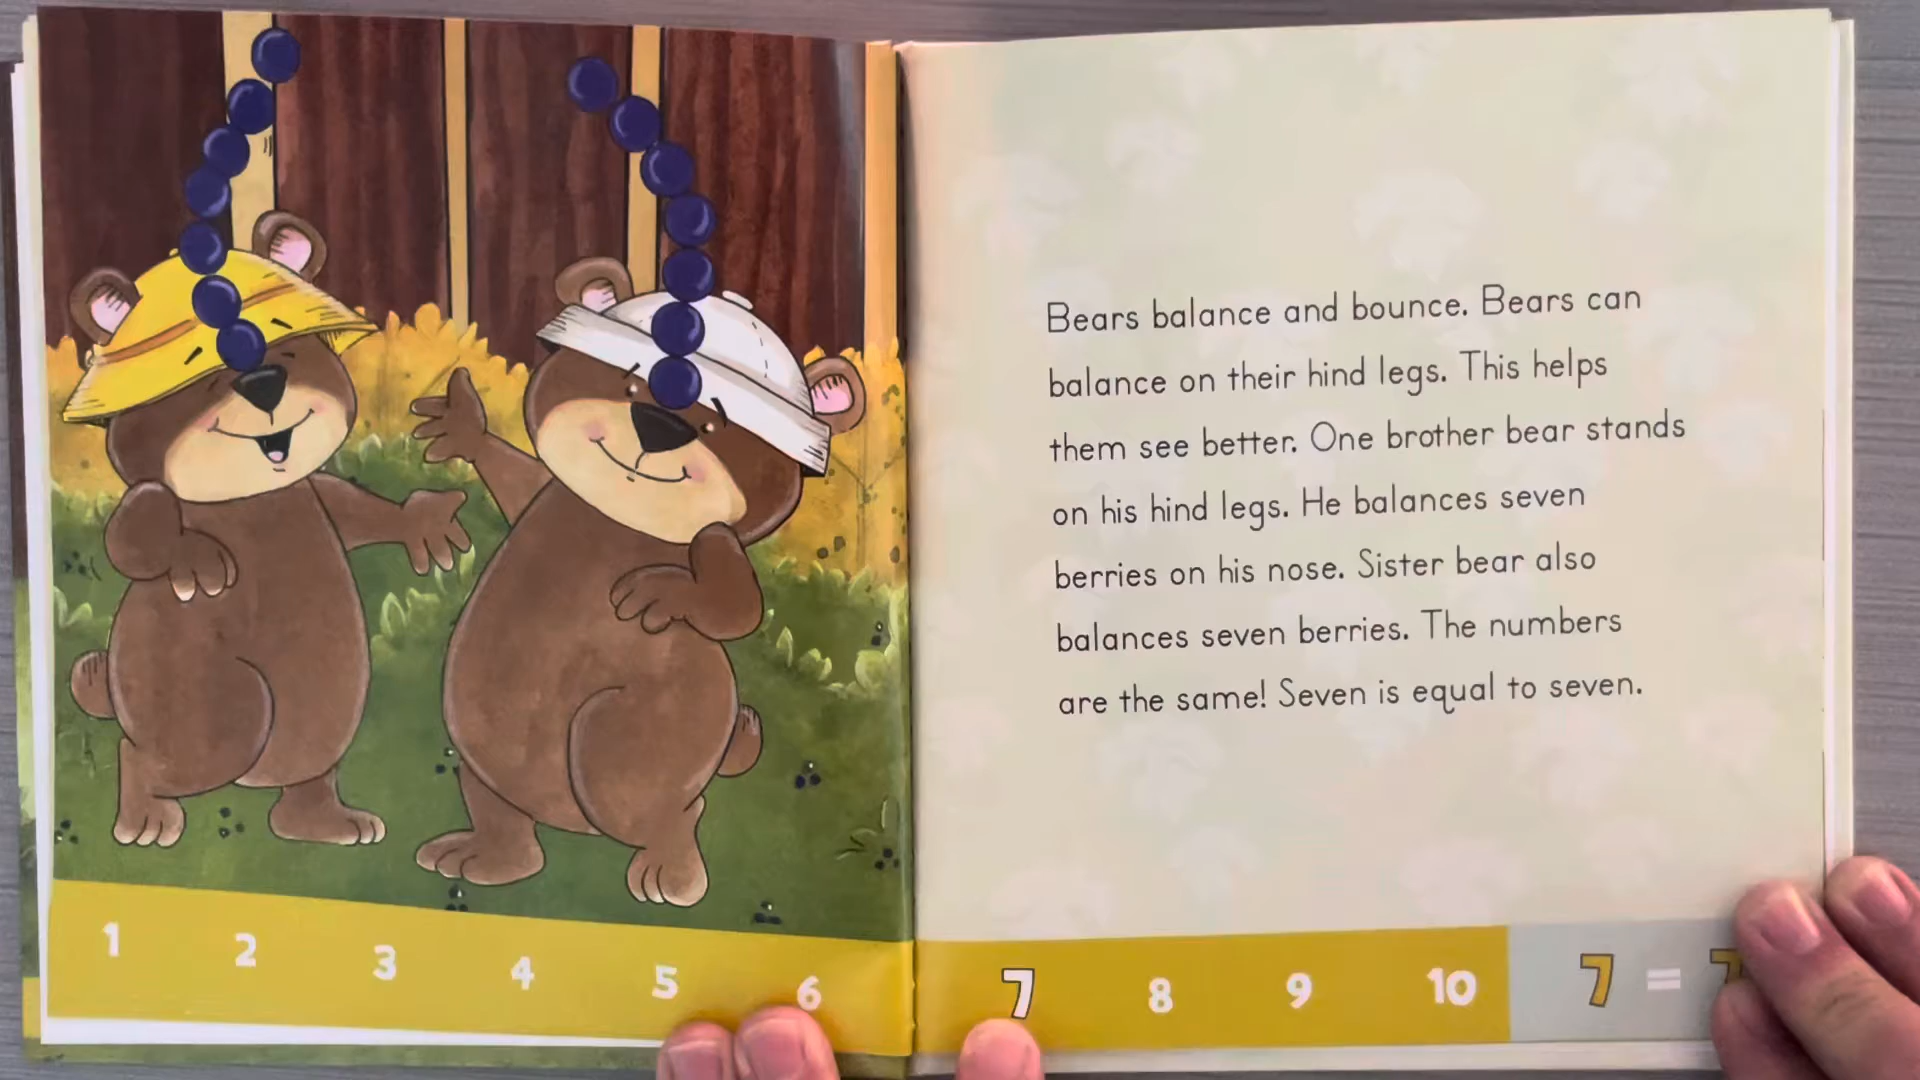 Bears balance and bounce. Bears can
balance on their hind legs. This helps
them see better. One brother bear stands
on his hind legs. He balances seven
berries on his nose. Sister bear also
balances seven berries. The numbers
are the same! Seven is equal to seven.
1 2 3 4 5 6 7 8 9 10 7 =